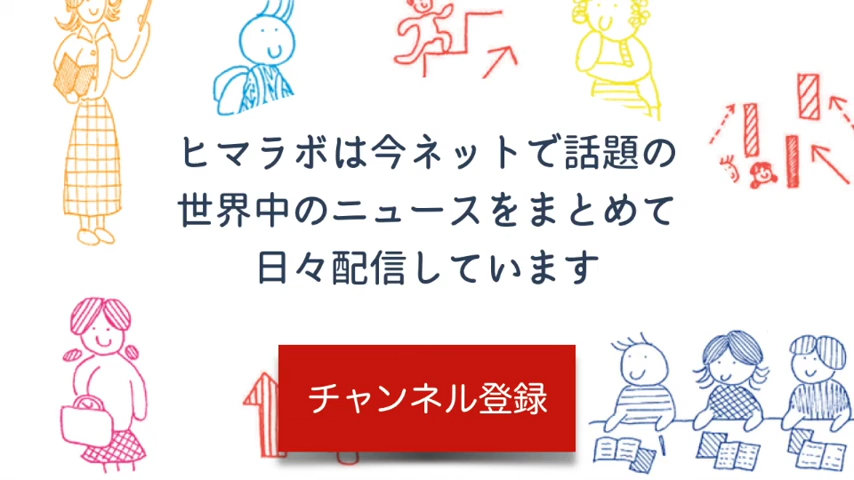 ヒマラボは今ネットで話題の
世界中のニュースをまとめて
日々配信しています
チャンネル登録